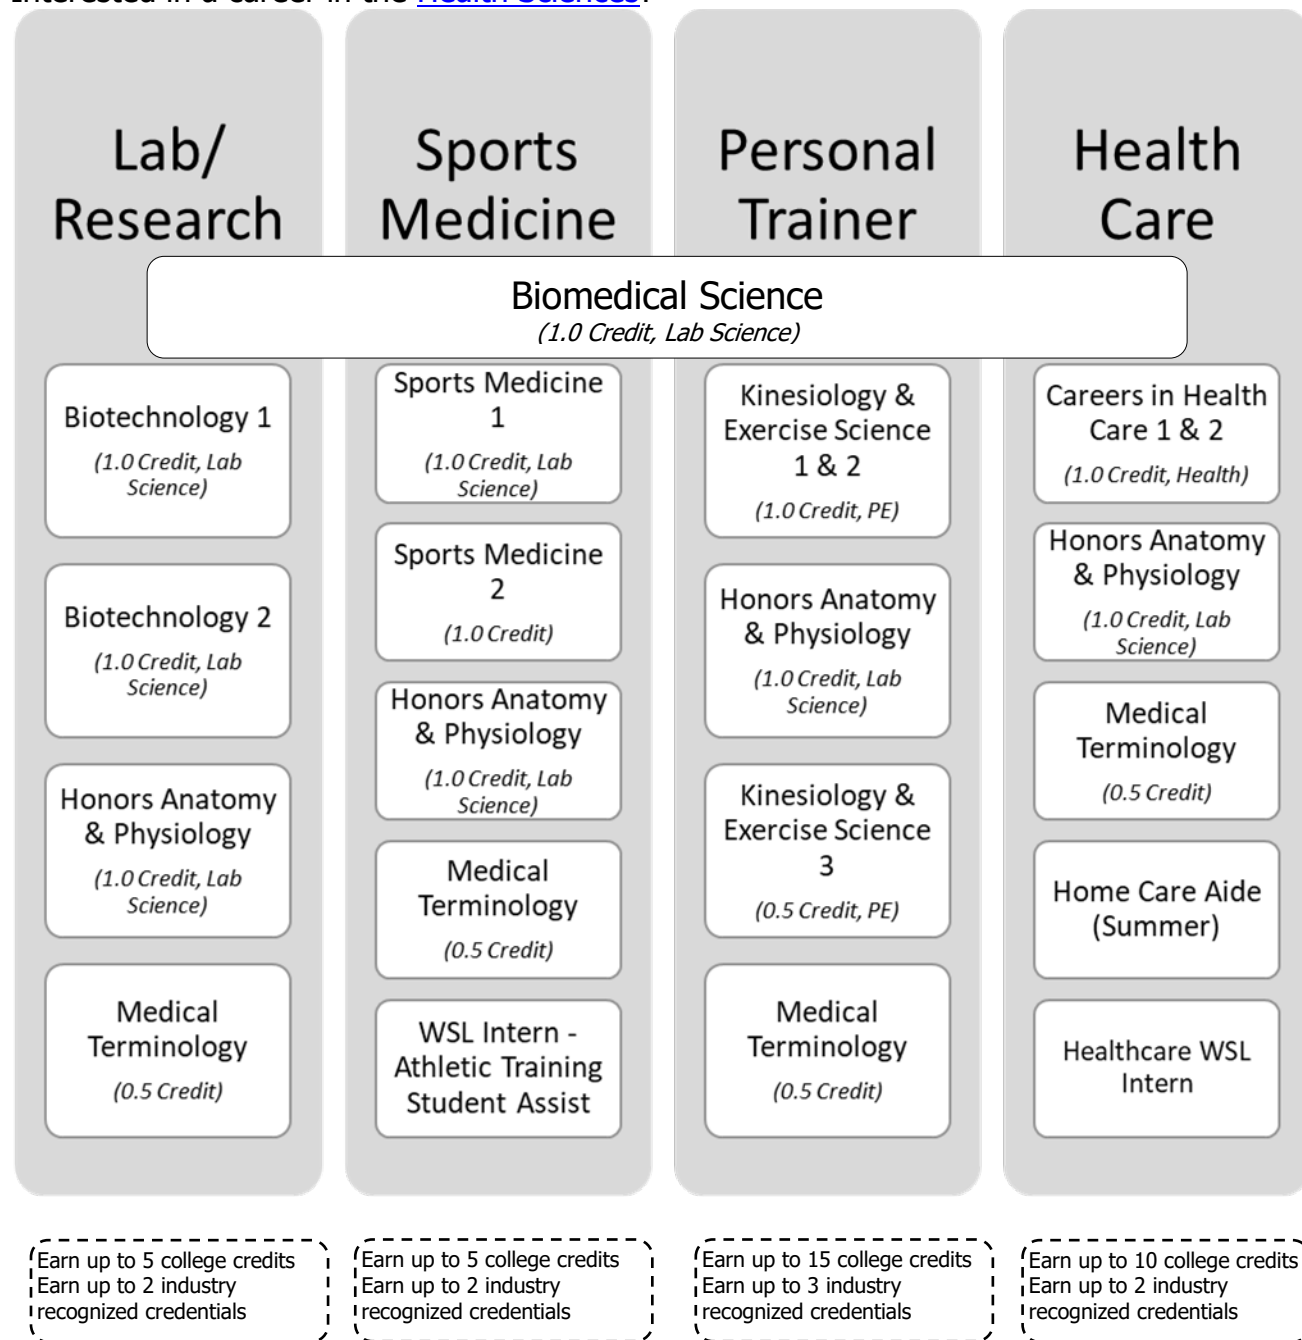 Interested in a career in the Health Sciences?
Lab/
Research
Sports
Medicine
Personal
Trainer
Health
Care
Biomedical Science
(1.0 Credit, Lab Science)
Biotechnology 1
(1.0 Credit, Lab
Science)
Biotechnology 2
(1.0 Credit, Lab
Science)
Honors Anatomy
& Physiology
(1.0 Credit, Lab
Science)
Medical
Terminology
(0.5 Credit)
Sports Medicine
1
(1.0 Credit, Lab
Science)
Sports Medicine
2
(1.0 Credit)
Honors Anatomy
& Physiology
(1.0 Credit, Lab
Science)
Medical
Terminology
(0.5 Credit)
WSL Intern -
Athletic Training
Student Assist
Kinesiology &
Exercise Science
1 & 2
(1.0 Credit, PE)
Honors Anatomy
& Physiology
(1.0 Credit, Lab
Science)
Kinesiology &
Exercise Science
3
(0.5 Credit, PE)
Medical
Terminology
(0.5 Credit)
Careers in Health
Care 1 & 2
(1.0 Credit, Health)
Honors Anatomy
& Physiology
(1.0 Credit, Lab
Science)
Medical
Terminology
(0.5 Credit)
Home Care Aide
(Summer)
Healthcare WSL
Intern
Earn up to 5 college credits
Earn up to 2 industry
recognized credentials
Earn up to 5 college credits
Earn up to 2 industry
recognized credentials
Earn up to 15 college credits
Earn up to 3 industry
recognized credentials
Earn up to 10 college credits
Earn up to 2 industry
recognized credentials